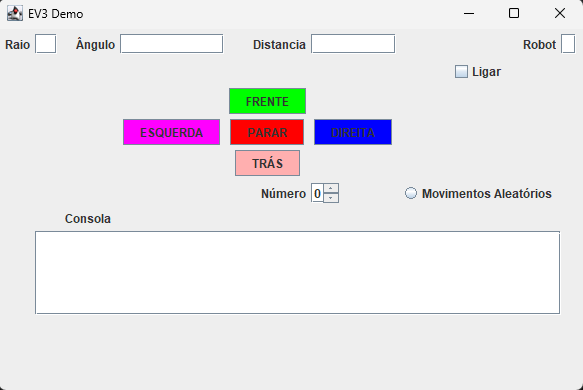 EV3 Demo
Raio Ângulo Distancia Robot
Ligar
FRENTE
ESQUERDA PARAR DIREITA
TRÁS
Número 0 Movimentos Aleatórios
Consola